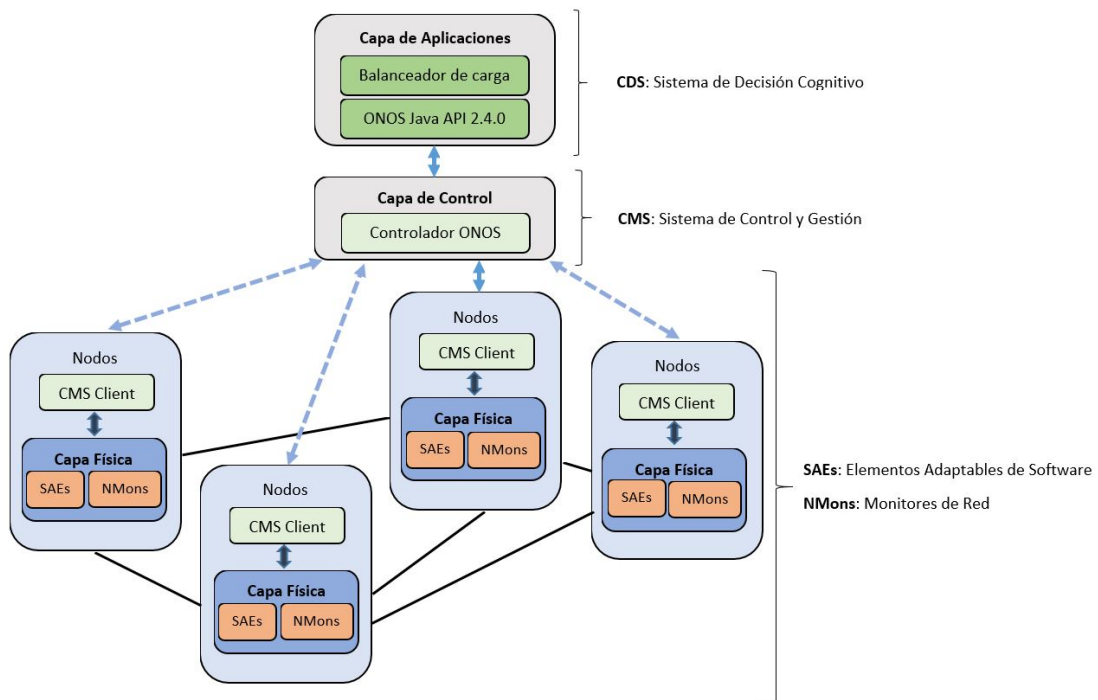 Capa de Aplicaciones
Balanceador de carga
ONOS Java API 2.4.0
CDS: Sistema de Decisión Cognitivo
Capa de Control
Controlador ONOS
CMS: Sistema de Control y Gestión
Nodos
CMS Client
Capa Física
SAEs NMons
Nodos
CMS Client
Capa Física
SAEs NMons
Nodos
CMS Client
Capa Física
SAEs NMons
Nodos
CMS Client
Capa Física
SAEs NMons
SAEs: Elementos Adaptables de Software
NMons: Monitores de Red